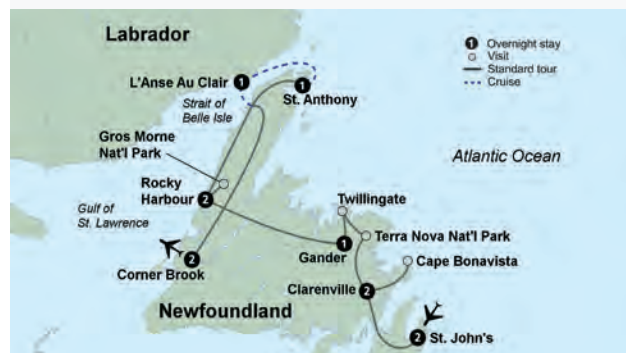 Labrador
1 Overnight stay
Visit
Standard tour
Cruise
L'Anse Au Clair 1
1
St. Anthony
Strait of
Belle Isle
Gros Morne
Nat'l Park
Atlantic Ocean
Rocky
Harbour 2
Twillingate
Gulf of
St. Lawrence
Terra Nova Nat'l Park
1
Gander
Cape Bonavista
2
Corner Brook
Clarenville 2
Newfoundland
2 St. John's